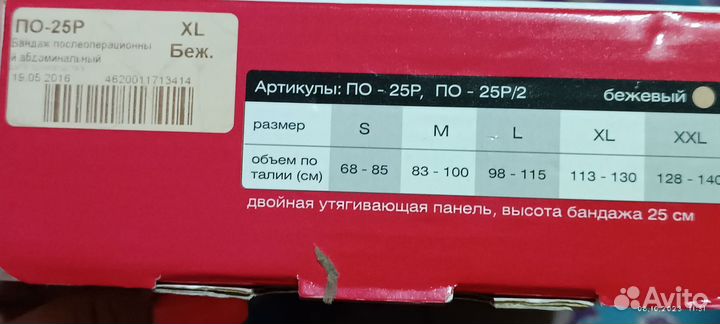 ПО-25Р XL
Бандаж послеоперационны Беж.
й абдоминальный
19.05.2016 4620011713414
Артикулы: ПО - 25Р, ПО - 25Р/2 бежевый
размер S M L XL XXL
объем по
талии (см) 68 - 85 83 - 100 98 - 115 113 - 130 128 - 140
двойная утягивающая панель, высота бандажа 25 см
Avito